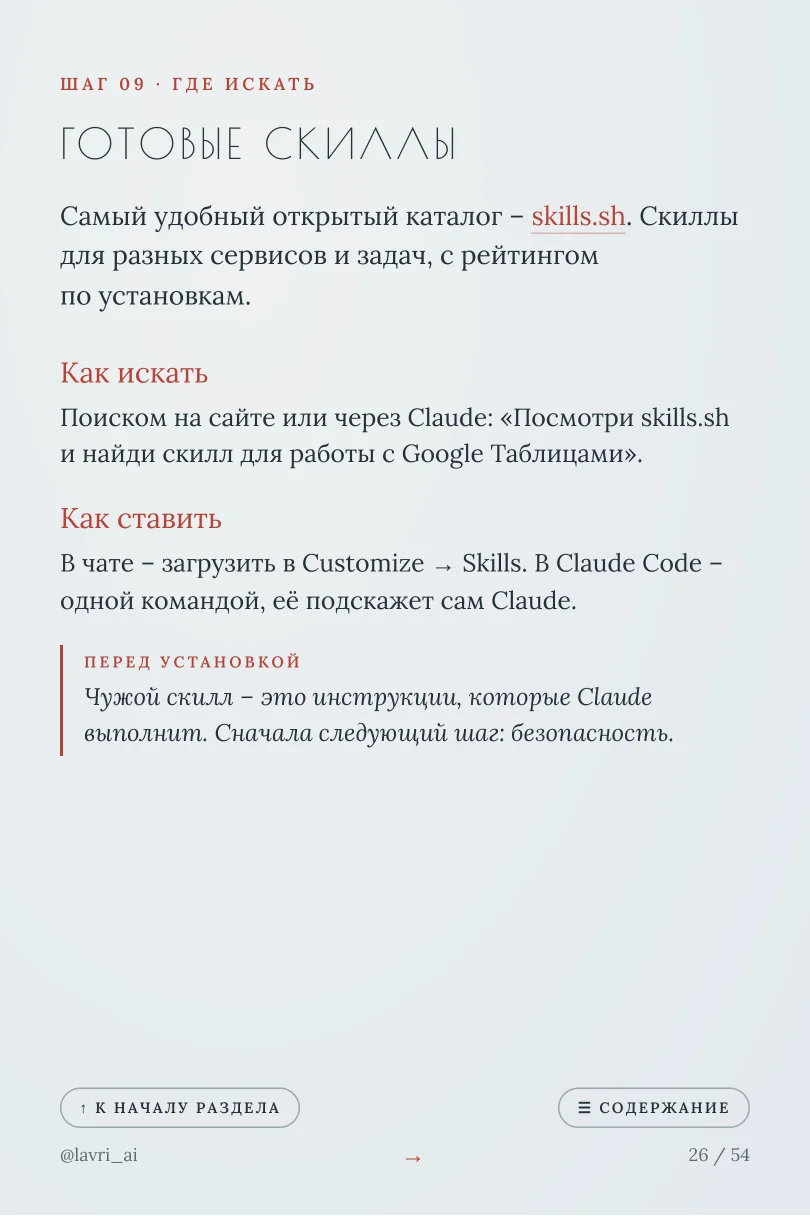 ШАГ 09 · ГДЕ ИСКАТЬ
ГОТОВЫЕ СКИЛЛЫ
Самый удобный открытый каталог – skills.sh. Скиллы
для разных сервисов и задач, с рейтингом
по установкам.
Как искать
Поиском на сайте или через Claude: «Посмотри skills.sh
и найди скилл для работы с Google Таблицами».
Как ставить
В чате – загрузить в Customize → Skills. В Claude Code –
одной командой, её подскажет сам Claude.
ПЕРЕД УСТАНОВКОЙ
Чужой скилл – это инструкции, которые Claude
выполнит. Сначала следующий шаг: безопасность.
↑ К НАЧАЛУ РАЗДЕЛА
☰ СОДЕРЖАНИЕ
@lavri_ai
→
26 / 54